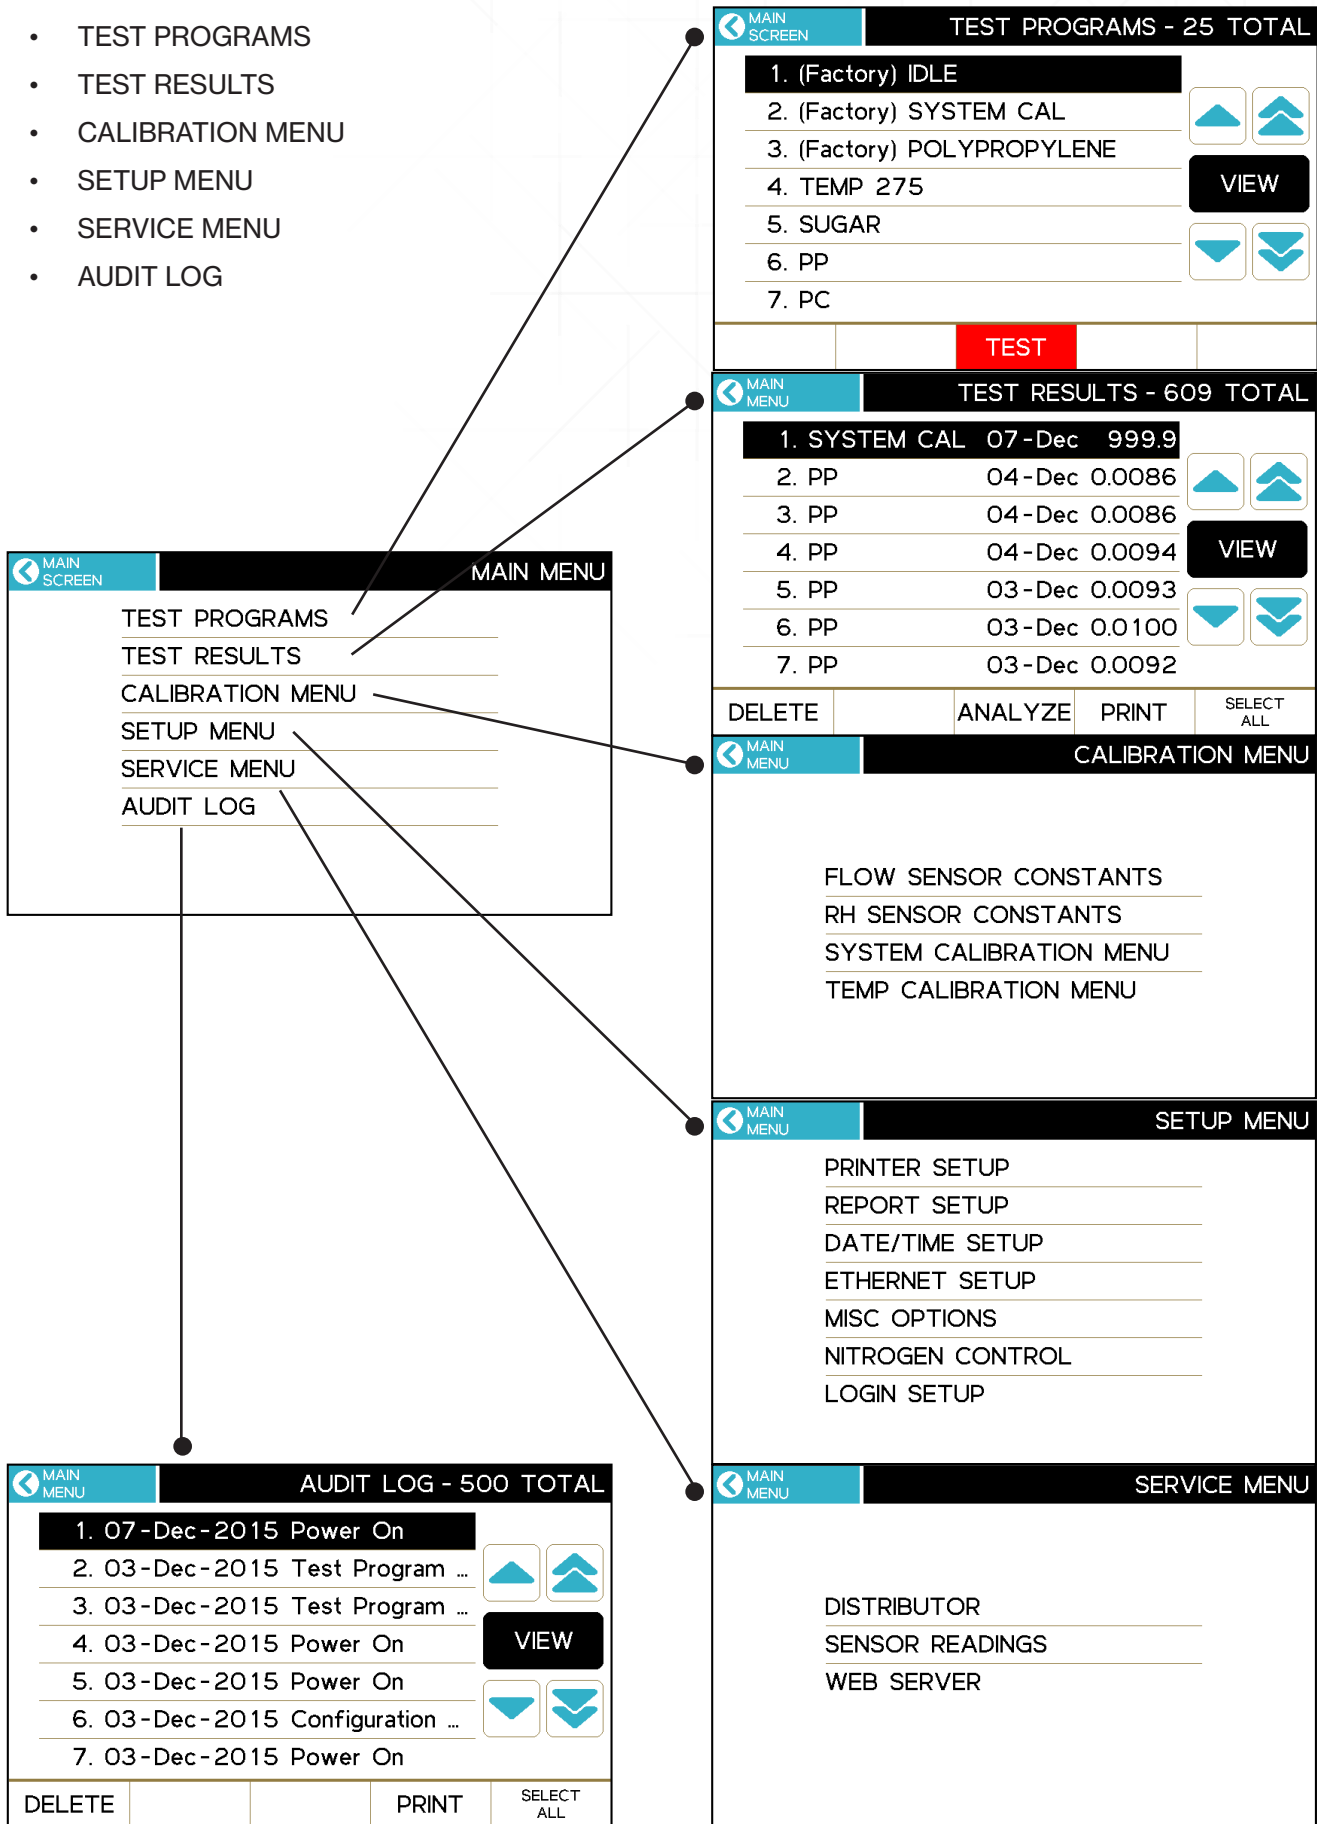 • TEST PROGRAMS
• TEST RESULTS
• CALIBRATION MENU
• SETUP MENU
• SERVICE MENU
• AUDIT LOG
MAIN SCREEN TEST PROGRAMS - 25 TOTAL
1. (Factory) IDLE
2. (Factory) SYSTEM CAL
3. (Factory) POLYPROPYLENE
4. TEMP 275
5. SUGAR
6. PP
7. PC
VIEW
TEST
MAIN MENU TEST RESULTS - 609 TOTAL
1. SYSTEM CAL 07-Dec 999.9
2. PP 04-Dec 0.0086
3. PP 04-Dec 0.0086
4. PP 04-Dec 0.0094
5. PP 03-Dec 0.0093
6. PP 03-Dec 0.0100
7. PP 03-Dec 0.0092
VIEW
DELETE ANALYZE PRINT SELECT ALL
MAIN SCREEN MAIN MENU
TEST PROGRAMS
TEST RESULTS
CALIBRATION MENU
SETUP MENU
SERVICE MENU
AUDIT LOG
MAIN MENU CALIBRATION MENU
FLOW SENSOR CONSTANTS
RH SENSOR CONSTANTS
SYSTEM CALIBRATION MENU
TEMP CALIBRATION MENU
MAIN MENU SETUP MENU
PRINTER SETUP
REPORT SETUP
DATE/TIME SETUP
ETHERNET SETUP
MISC OPTIONS
NITROGEN CONTROL
LOGIN SETUP
MAIN MENU AUDIT LOG - 500 TOTAL
1. 07-Dec-2015 Power On
2. 03-Dec-2015 Test Program ...
3. 03-Dec-2015 Test Program ...
4. 03-Dec-2015 Power On
5. 03-Dec-2015 Power On
6. 03-Dec-2015 Configuration ...
7. 03-Dec-2015 Power On
VIEW
DELETE PRINT SELECT ALL
MAIN MENU SERVICE MENU
DISTRIBUTOR
SENSOR READINGS
WEB SERVER